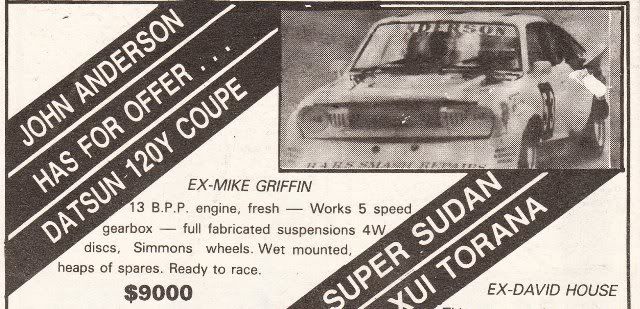 JOHN ANDERSON
HAS FOR OFFER . . .
DATSUN 120Y COUPE
ANDERSON
EX-MIKE GRIFFIN
13 B.P.P. engine, fresh — Works 5 speed
gearbox — full fabricated suspensions 4W
discs, Simmons wheels. Wet mounted,
heaps of spares. Ready to race.
$9000
SUPER SUDAN
XUI TORANA
EX-DAVID HOUSE